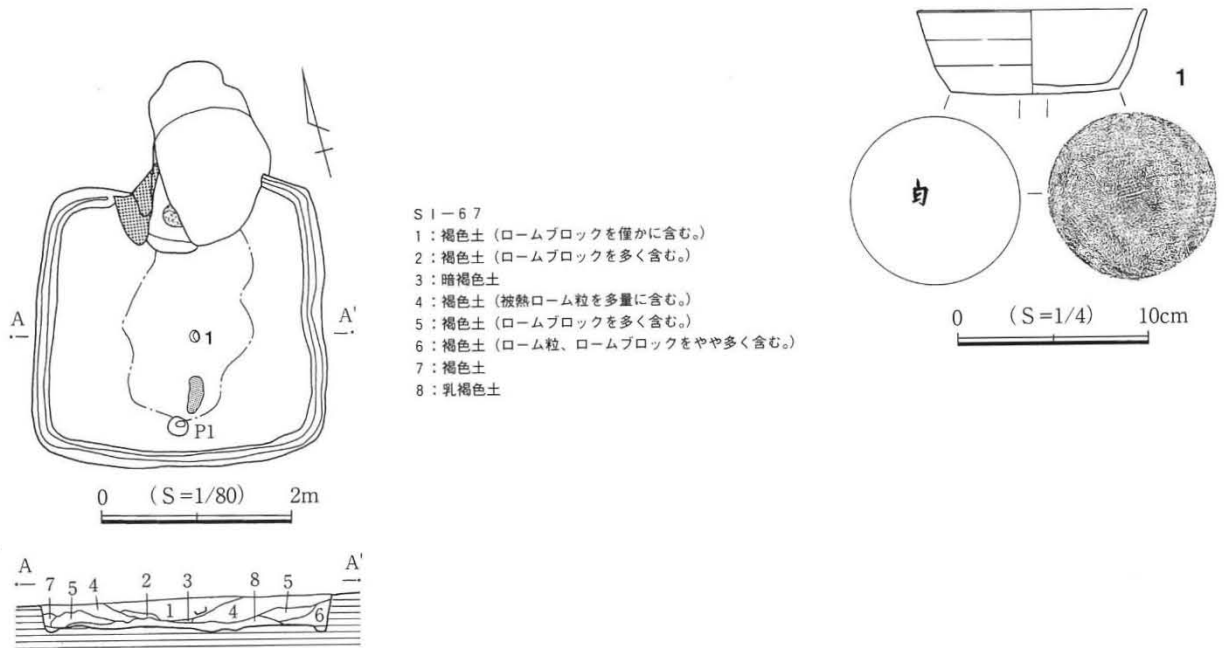 1
A
A'
1
P1
0 (S=1/80) 2m
A
A'
7 5 4 2 3 8 5
1 4 6
SI-67
1:褐色土(ロームブロックを僅かに含む。)
2:褐色土(ロームブロックを多く含む。)
3:暗褐色土
4:褐色土(被熱ローム粒を多量に含む。)
5:褐色土(ロームブロックを多く含む。)
6:褐色土(ローム粒、ロームブロックをやや多く含む。)
7:褐色土
8:乳褐色土
0 (S=1/4) 10cm